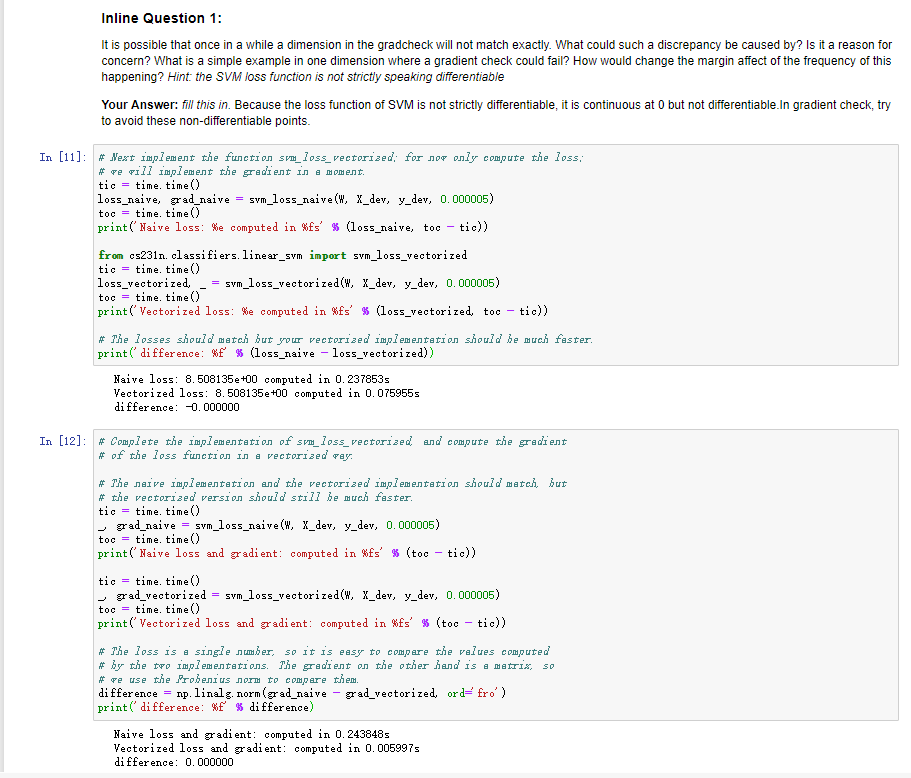 Inline Question 1:
It is possible that once in a while a dimension in the gradcheck will not match exactly. What could such a discrepancy be caused by? Is it a reason for
concern? What is a simple example in one dimension where a gradient check could fail? How would change the margin affect of the frequency of this
happening? Hint: the SVM loss function is not strictly speaking differentiable
Your Answer: fill this in. Because the loss function of SVM is not strictly differentiable, it is continuous at 0 but not differentiable.In gradient check, try
to avoid these non-differentiable points.
In [11]: # Next implement the function svm_loss_vectorized; for now only compute the loss;
# we will implement the gradient in a moment.
tic = time.time()
loss_naive, grad_naive = svm_loss_naive(W, X_dev, y_dev, 0.000005)
toc = time.time()
print('Naive loss: %e computed in %fs' % (loss_naive, toc - tic))
from cs231n.classifiers.linear_svm import svm_loss_vectorized
tic = time.time()
loss_vectorized, _ = svm_loss_vectorized(W, X_dev, y_dev, 0.000005)
toc = time.time()
print('Vectorized loss: %e computed in %fs' % (loss_vectorized, toc - tic))
# The losses should match but your vectorized implementation should be much faster.
print('difference: %f' % (loss_naive - loss_vectorized))
Naive loss: 8.508135e+00 computed in 0.237853s
Vectorized loss: 8.508135e+00 computed in 0.075955s
difference: -0.000000
In [12]: # Complete the implementation of svm_loss_vectorized, and compute the gradient
# of the loss function in a vectorized way.
# The naive implementation and the vectorized implementation should match, but
# the vectorized version should still be much faster.
tic = time.time()
_, grad_naive = svm_loss_naive(W, X_dev, y_dev, 0.000005)
toc = time.time()
print('Naive loss and gradient: computed in %fs' % (toc - tic))
tic = time.time()
_, grad_vectorized = svm_loss_vectorized(W, X_dev, y_dev, 0.000005)
toc = time.time()
print('Vectorized loss and gradient: computed in %fs' % (toc - tic))
# The loss is a single number, so it is easy to compare the values computed
# by the two implementations. The gradient on the other hand is a matrix, so
# we use the Frobenius norm to compare them.
difference = np.linalg.norm(grad_naive - grad_vectorized, ord='fro')
print('difference: %f' % difference)
Naive loss and gradient: computed in 0.243848s
Vectorized loss and gradient: computed in 0.005997s
difference: 0.000000